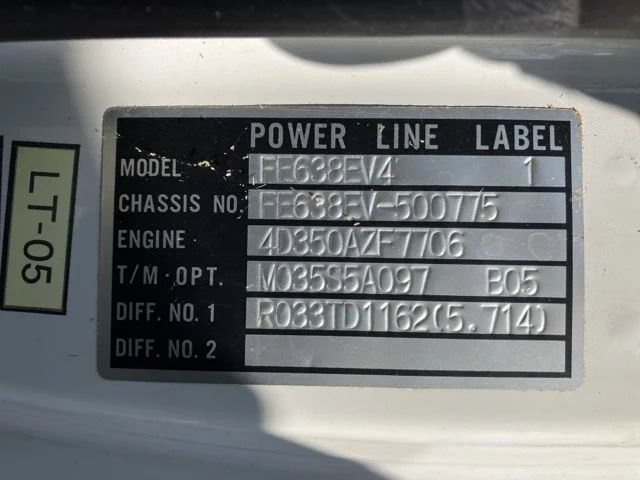 POWER LINE LABEL
MODEL FE638EV4 1
CHASSIS NO. FE638EV-500775
ENGINE 4D350AZF7706
T/M·OPT. M035S5A097 B05
DIFF. NO. 1 R033TD1162(5.714)
DIFF. NO. 2
LT-05